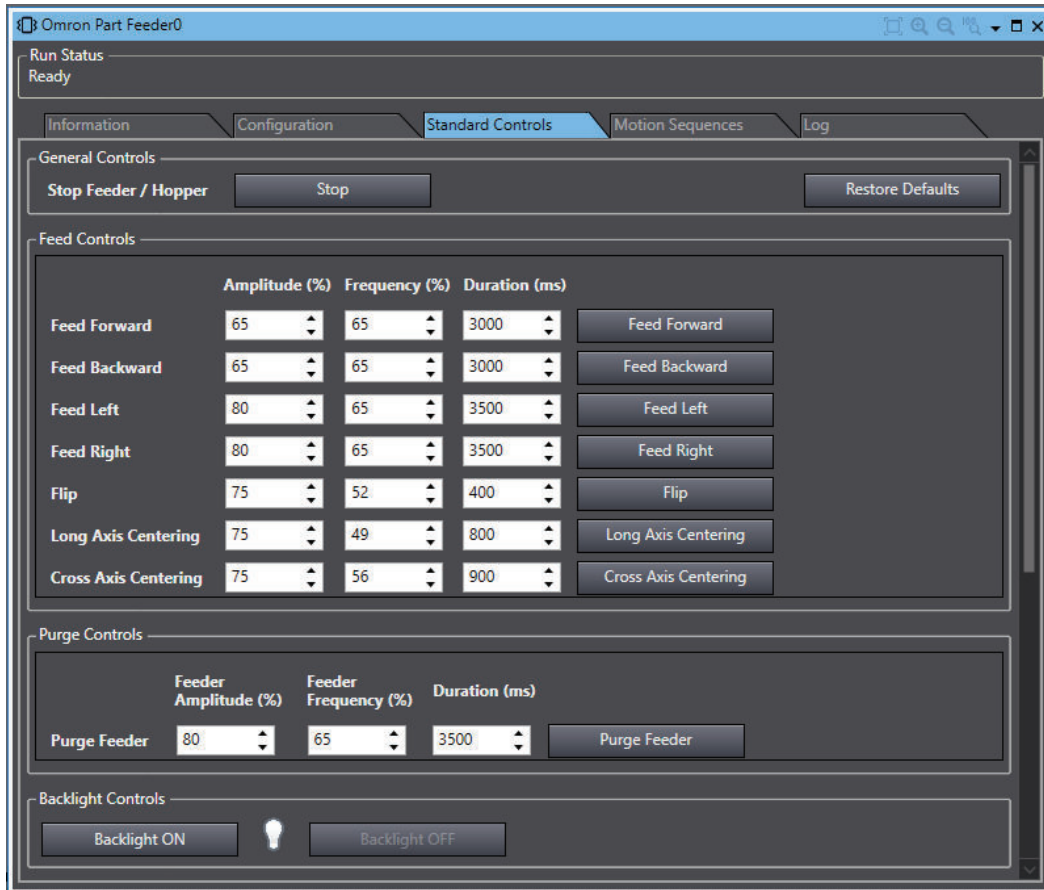 Omron Part Feeder0
Run Status
Ready
Information Configuration Standard Controls Motion Sequences Log
General Controls
Stop Feeder / Hopper Stop Restore Defaults
Feed Controls
Amplitude (%) Frequency (%) Duration (ms)
Feed Forward 65 65 3000 Feed Forward
Feed Backward 65 65 3000 Feed Backward
Feed Left 80 65 3500 Feed Left
Feed Right 80 65 3500 Feed Right
Flip 75 52 400 Flip
Long Axis Centering 75 49 800 Long Axis Centering
Cross Axis Centering 75 56 900 Cross Axis Centering
Purge Controls
Feeder Amplitude (%) Feeder Frequency (%) Duration (ms)
Purge Feeder 80 65 3500 Purge Feeder
Backlight Controls
Backlight ON Backlight OFF